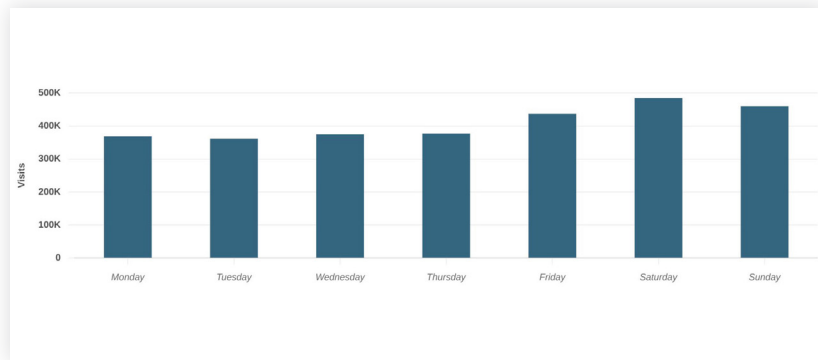 Visits
500K
400K
300K
200K
100K
0
Monday Tuesday Wednesday Thursday Friday Saturday Sunday